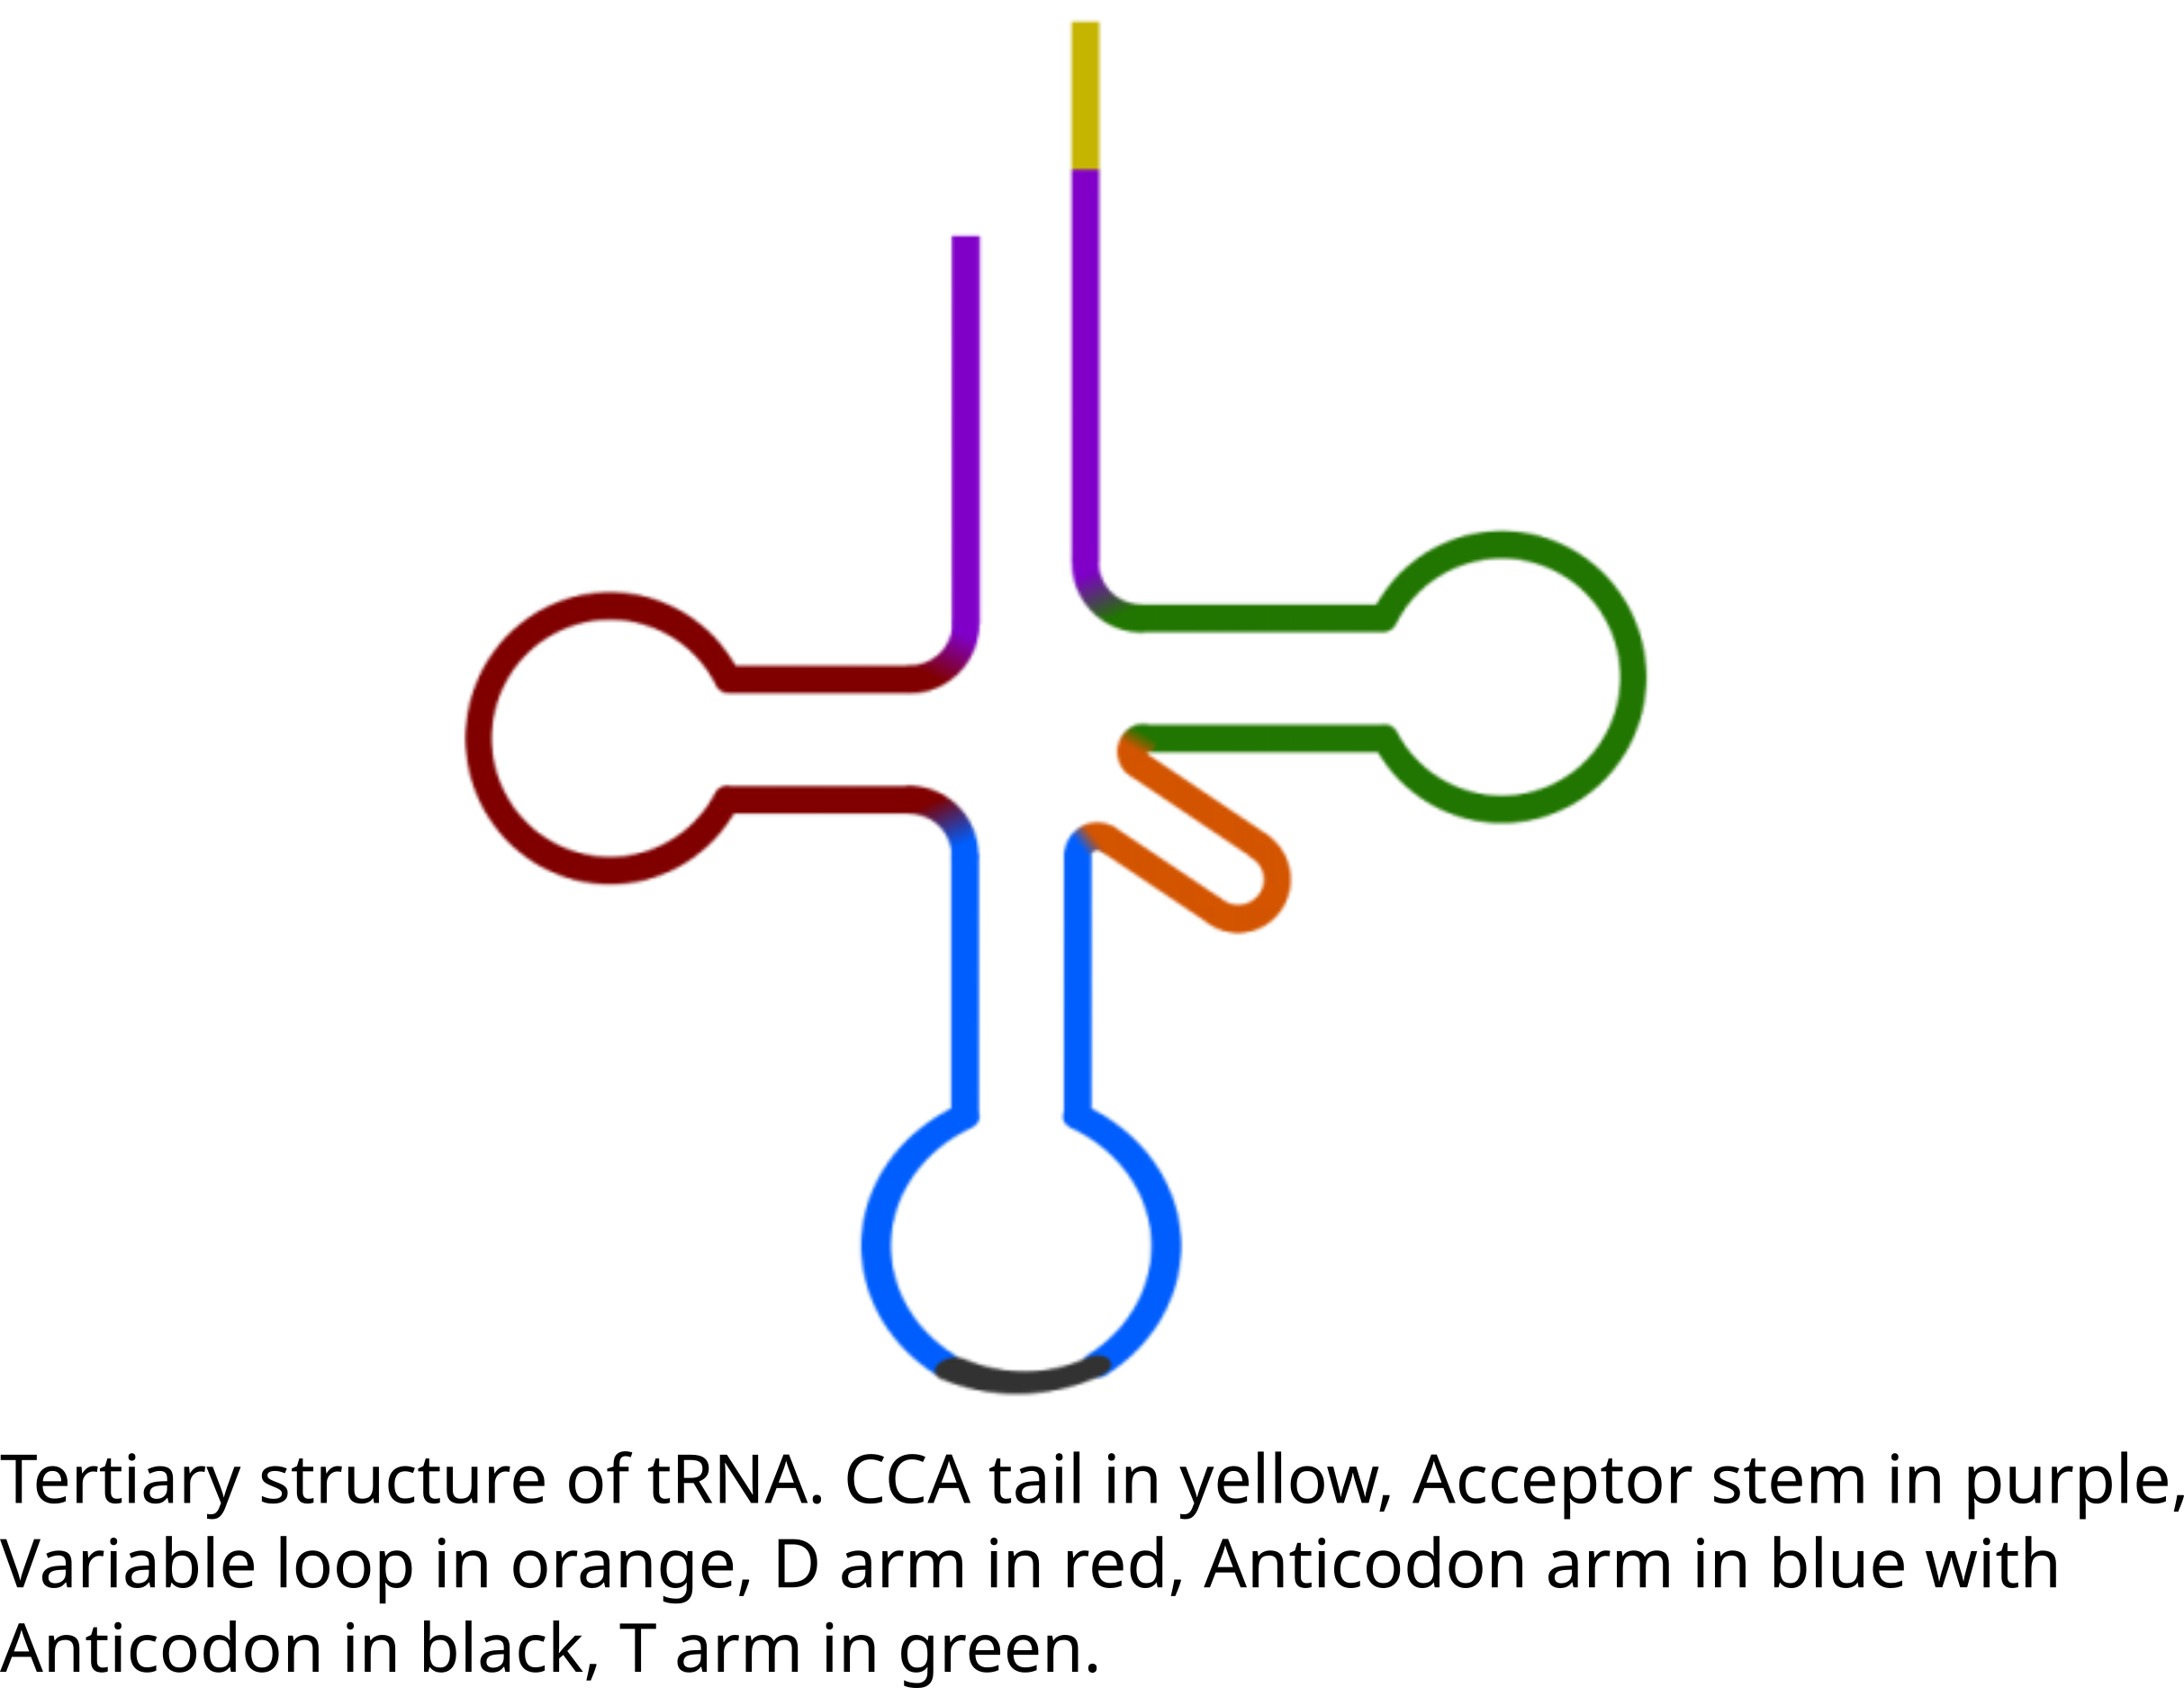 Tertiary structure of tRNA. CCA tail in yellow, Acceptor stem in purple,
Variable loop in orange, D arm in red, Anticodon arm in blue with
Anticodon in black, T arm in green.